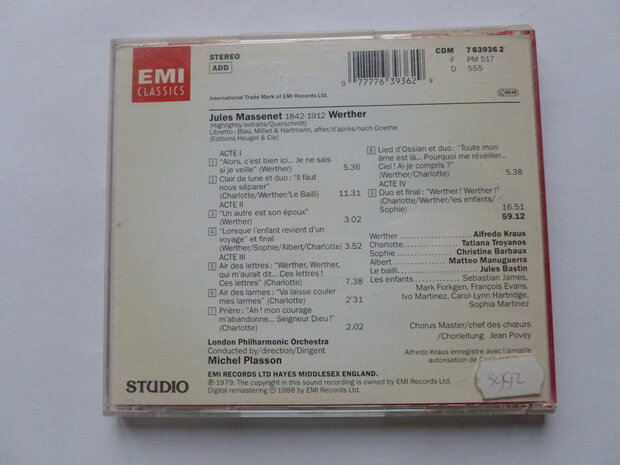 EMI
CLASSICS
STEREO
ADD
International Trade Mark of EMI Records Ltd.
0 77776 39362 9
CDM 7 63936 2
F PM 517
D 555
6646
Jules Massenet 1842-1912 Werther
(Highlights/extraits/Querschnitt)
Libretto: Blau, Milliet & Hartmann, after/d'après/nach Goethe
(Editions Heugel & Cie)
ACTE I
1 "Alors, c'est bien ici... Je ne sais
si je veille" (Werther) 5.36
2 Clair de lune et duo: "Il faut
nous séparer"
(Charlotte/Werther/Le Bailli) 11.31
ACTE II
3 "Un autre est son époux"
(Werther) 3.02
4 "Lorsque l'enfant revient d'un
voyage" et final
(Werther/Sophie/Albert/Charlotte) 3.52
ACTE III
5 Air des lettres: "Werther, Werther,
qui m'aurait dit... Ces lettres!
Ces lettres" (Charlotte) 7.38
6 Air des larmes: "Va laisse couler
mes larmes" (Charlotte) 2'31
7 Prière: "Ah! mon courage
m'abandonne... Seigneur Dieu!"
(Charlotte) 2.02
8 Lied d'Ossian et duo: "Toute mon
âme est là... Pourquoi me réveiller...
Ciel! Ai-je compris?"
(Werther/Charlotte) 5.38
ACTE IV
9 Duo et final: "Werther! Werther!"
(Charlotte/Werther/les enfants/
Sophie) 16.51
59.12
Werther Alfredo Kraus
Charlotte Tatiana Troyanos
Sophie Christine Barbaux
Albert Matteo Manuguerra
Le bailli Jules Bastin
Les enfants Sebastian James,
Mark Forkgen, François Evans,
Ivo Martinez, Carol-Lynn Hartridge,
Sophia Martinez
Chorus Master/chef des chœurs
/Chorleitung Jean Povey
London Philharmonic Orchestra
Conducted by/direction/Dirigent
Michel Plasson
Alfredo Kraus enregistre avec l'aimable
autorisation de
EMI RECORDS LTD HAYES MIDDLESEX ENGLAND.
℗ 1979. The copyright in this sound recording is owned by EMI Records Ltd.
Digital remastering ℗ 1988 by EMI Records Ltd.
STUDIO
5992